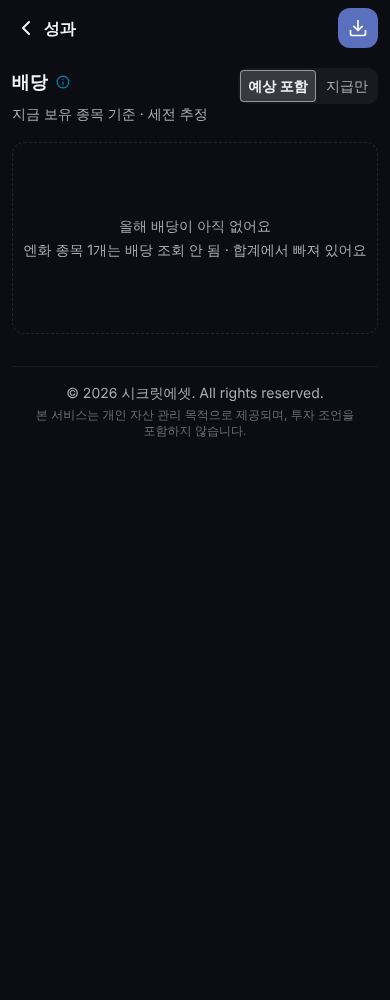 성과
배당
예상 포함
지급만
지금 보유 종목 기준 · 세전 추정
올해 배당이 아직 없어요
엔화 종목 1개는 배당 조회 안 됨 · 합계에서 빠져 있어요
© 2026 시크릿에셋. All rights reserved.
본 서비스는 개인 자산 관리 목적으로 제공되며, 투자 조언을
포함하지 않습니다.